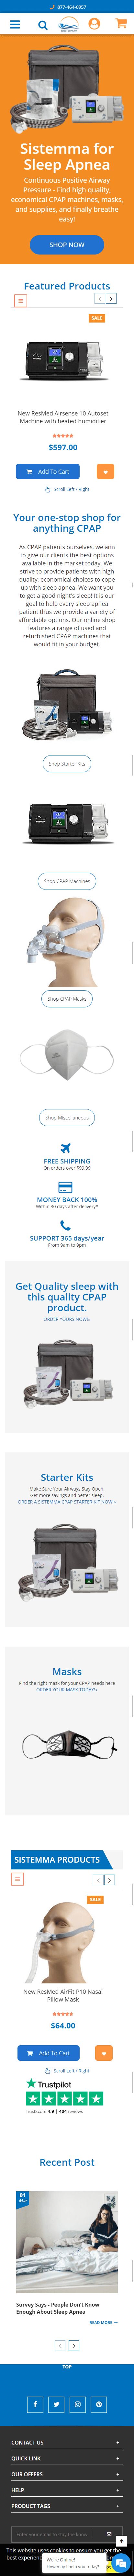 877-464-6957
Sistemma for
Sleep Apnea
Continuous Positive Airway
Pressure - Find high quality,
economical CPAP machines, masks,
and supplies, and finally breathe
easy!
SHOP NOW
Featured Products
SALE
New ResMed Airsense 10 Autoset
Machine with heated humidifier
$597.00
Add To Cart
Scroll Left / Right
Your one-stop shop for
anything CPAP
As CPAP patients ourselves, we aim
to give our clients the best options
available in the market today. We
strive to provide patients with high
quality, economical choices to cope
up with sleep apnea. We want you
to get a good night's sleep! It is our
goal to help every sleep apnea
patient thus we provide a variety of
affordable options. Our online store
features a range of used and
refurbished CPAP machines that
would fit in your budget.
Shop Starter Kits
Shop CPAP Machines
Shop CPAP Masks
Shop Miscellaneous
FREE SHIPPING
On orders over $99.99
MONEY BACK 100%
Within 30 days after delivery*
SUPPORT 365 days/year
From 9am to 9pm
Get Quality sleep with
this quality CPAP
product.
ORDER YOURS NOW!»
Starter Kits
Make Sure Your Airways Stay Open.
Get more savings and better sleep.
ORDER A SISTEMMA CPAP STARTER KIT NOW!»
Masks
Find the right mask for your CPAP needs here
ORDER YOUR MASK TODAY!»
SISTEMMA PRODUCTS
SALE
New ResMed AirFit P10 Nasal
Pillow Mask
$64.00
Add To Cart
Scroll Left / Right
Trustpilot
TrustScore 4.9 | 404 reviews
Recent Post
01
Mar
Survey Says - People Don't Know
Enough About Sleep Apnea
READ MORE
TOP
CONTACT US +
QUICK LINK +
OUR OFFERS +
HELP +
PRODUCT TAGS +
Enter your email to stay the know
This website uses cookies to ensure you get the
best experience
We're Online!
How may I help you today?